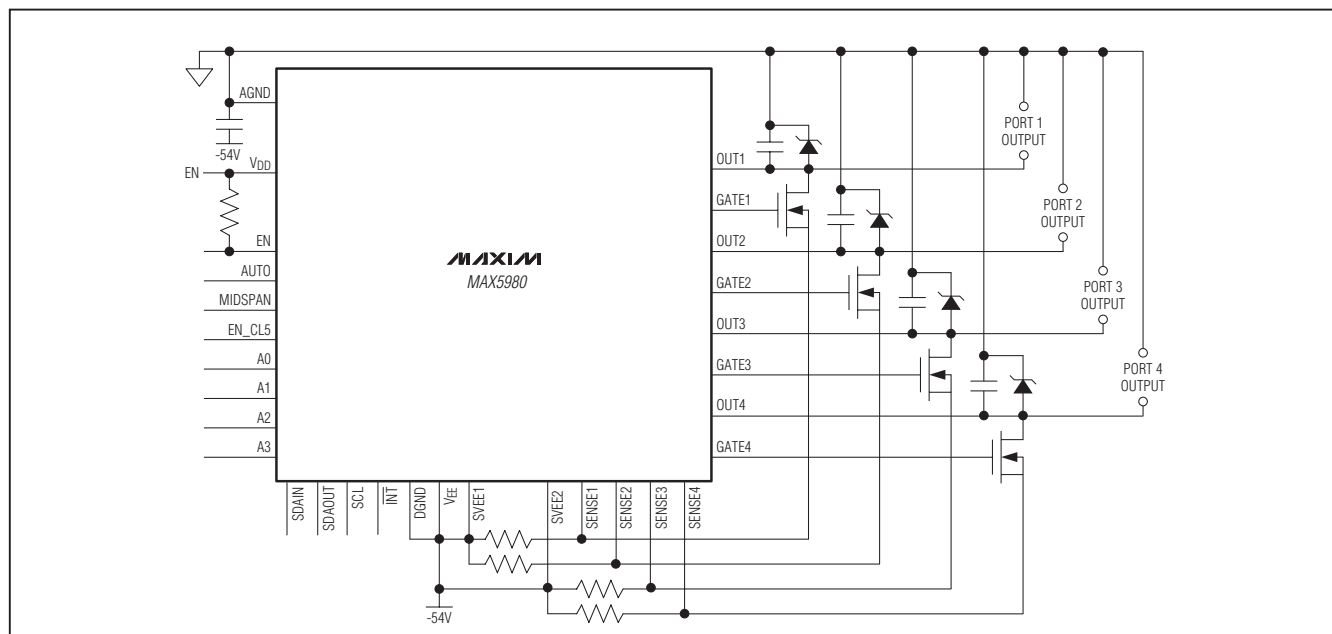 AGND
-54V
EN
VDD
EN
AUTO
MIDSPAN
EN_CL5
A0
A1
A2
A3
MAXIM
MAX5980
OUT1
GATE1
OUT2
GATE2
OUT3
GATE3
OUT4
GATE4
PORT 1
OUTPUT
PORT 2
OUTPUT
PORT 3
OUTPUT
PORT 4
OUTPUT
SDAIN
SDAOUT
SCL
INT
DGND
VEE
SVEE1
SVEE2
SENSE1
SENSE2
SENSE3
SENSE4
-54V